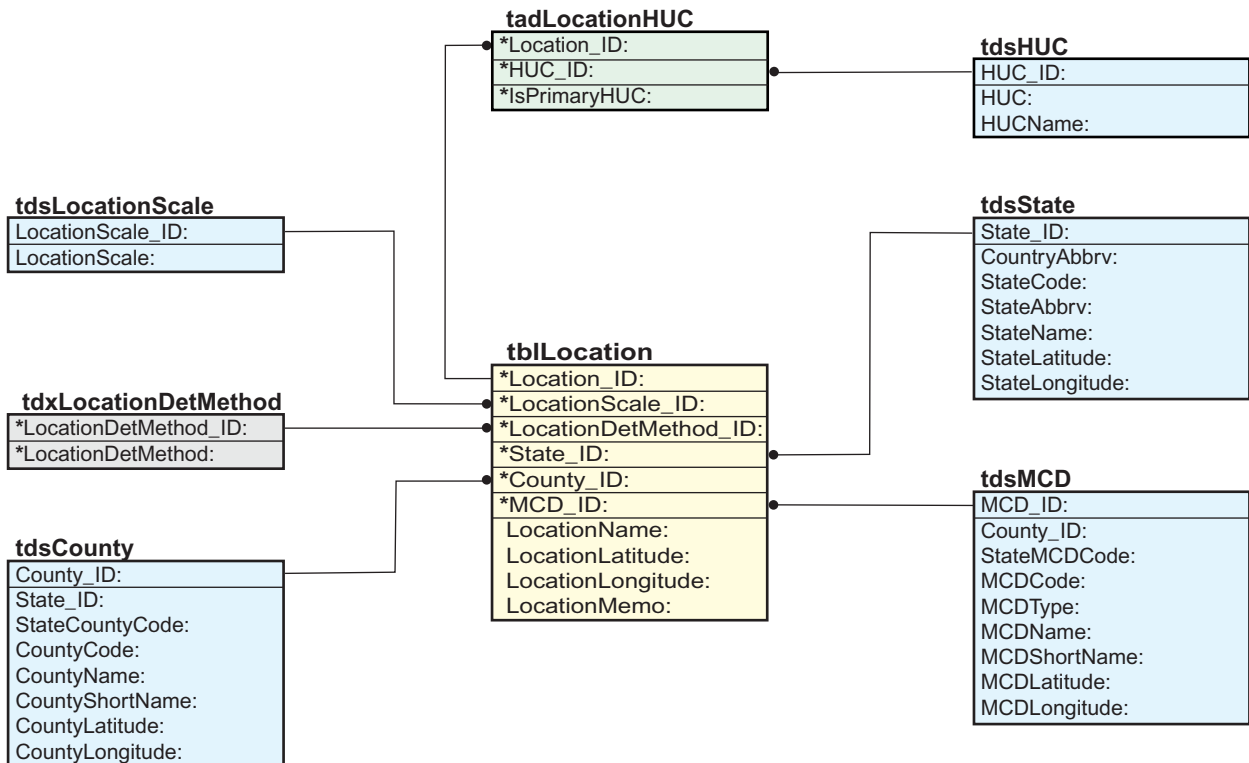 tadLocationHUC
*Location_ID:
*HUC_ID:
*IsPrimaryHUC:
tdsHUC
HUC_ID:
HUC:
HUCName:
tdsLocationScale
LocationScale_ID:
LocationScale:
tdsState
State_ID:
CountryAbbrv:
StateCode:
StateAbbrv:
StateName:
StateLatitude:
StateLongitude:
tblLocation
*Location_ID:
*LocationScale_ID:
*LocationDetMethod_ID:
*State_ID:
*County_ID:
*MCD_ID:
LocationName:
LocationLatitude:
LocationLongitude:
LocationMemo:
tdxLocationDetMethod
*LocationDetMethod_ID:
*LocationDetMethod:
tdsMCD
MCD_ID:
County_ID:
StateMCDCode:
MCDCode:
MCDType:
MCDName:
MCDShortName:
MCDLatitude:
MCDLongitude:
tdsCounty
County_ID:
State_ID:
StateCountyCode:
CountyCode:
CountyName:
CountyShortName:
CountyLatitude:
CountyLongitude: